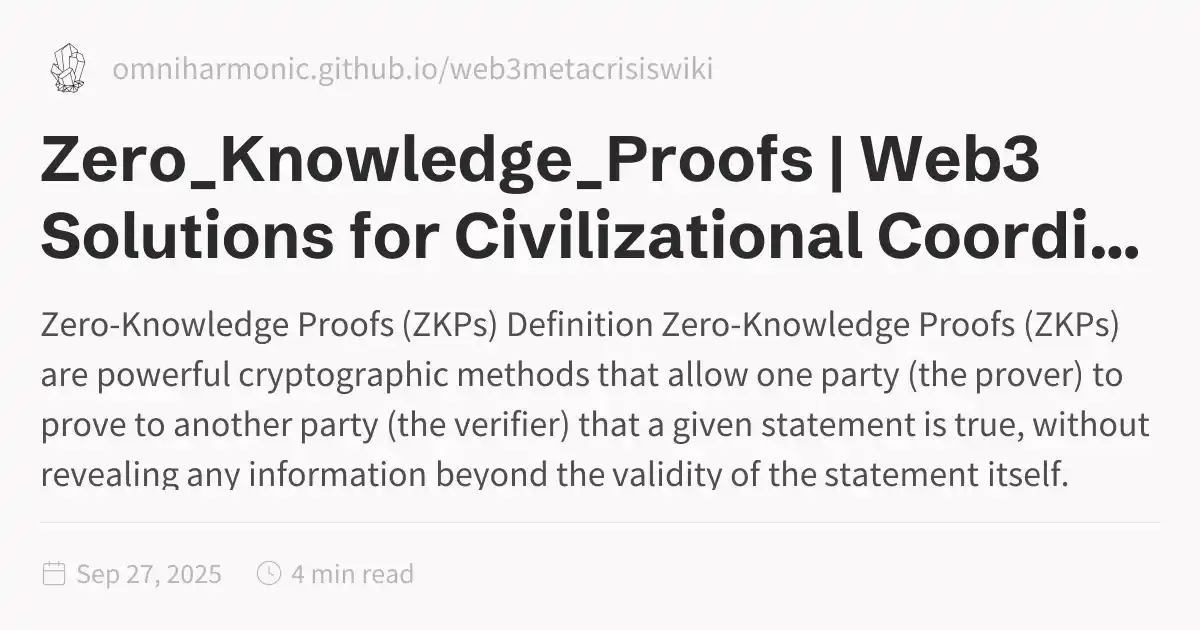 omniharmonic.github.io/web3metacrisiswiki
Zero_Knowledge_Proofs | Web3
Solutions for Civilizational Coordi...
Zero-Knowledge Proofs (ZKPs) Definition Zero-Knowledge Proofs (ZKPs)
are powerful cryptographic methods that allow one party (the prover) to
prove to another party (the verifier) that a given statement is true, without
revealing any information beyond the validity of the statement itself.
Sep 27, 2025
4 min read